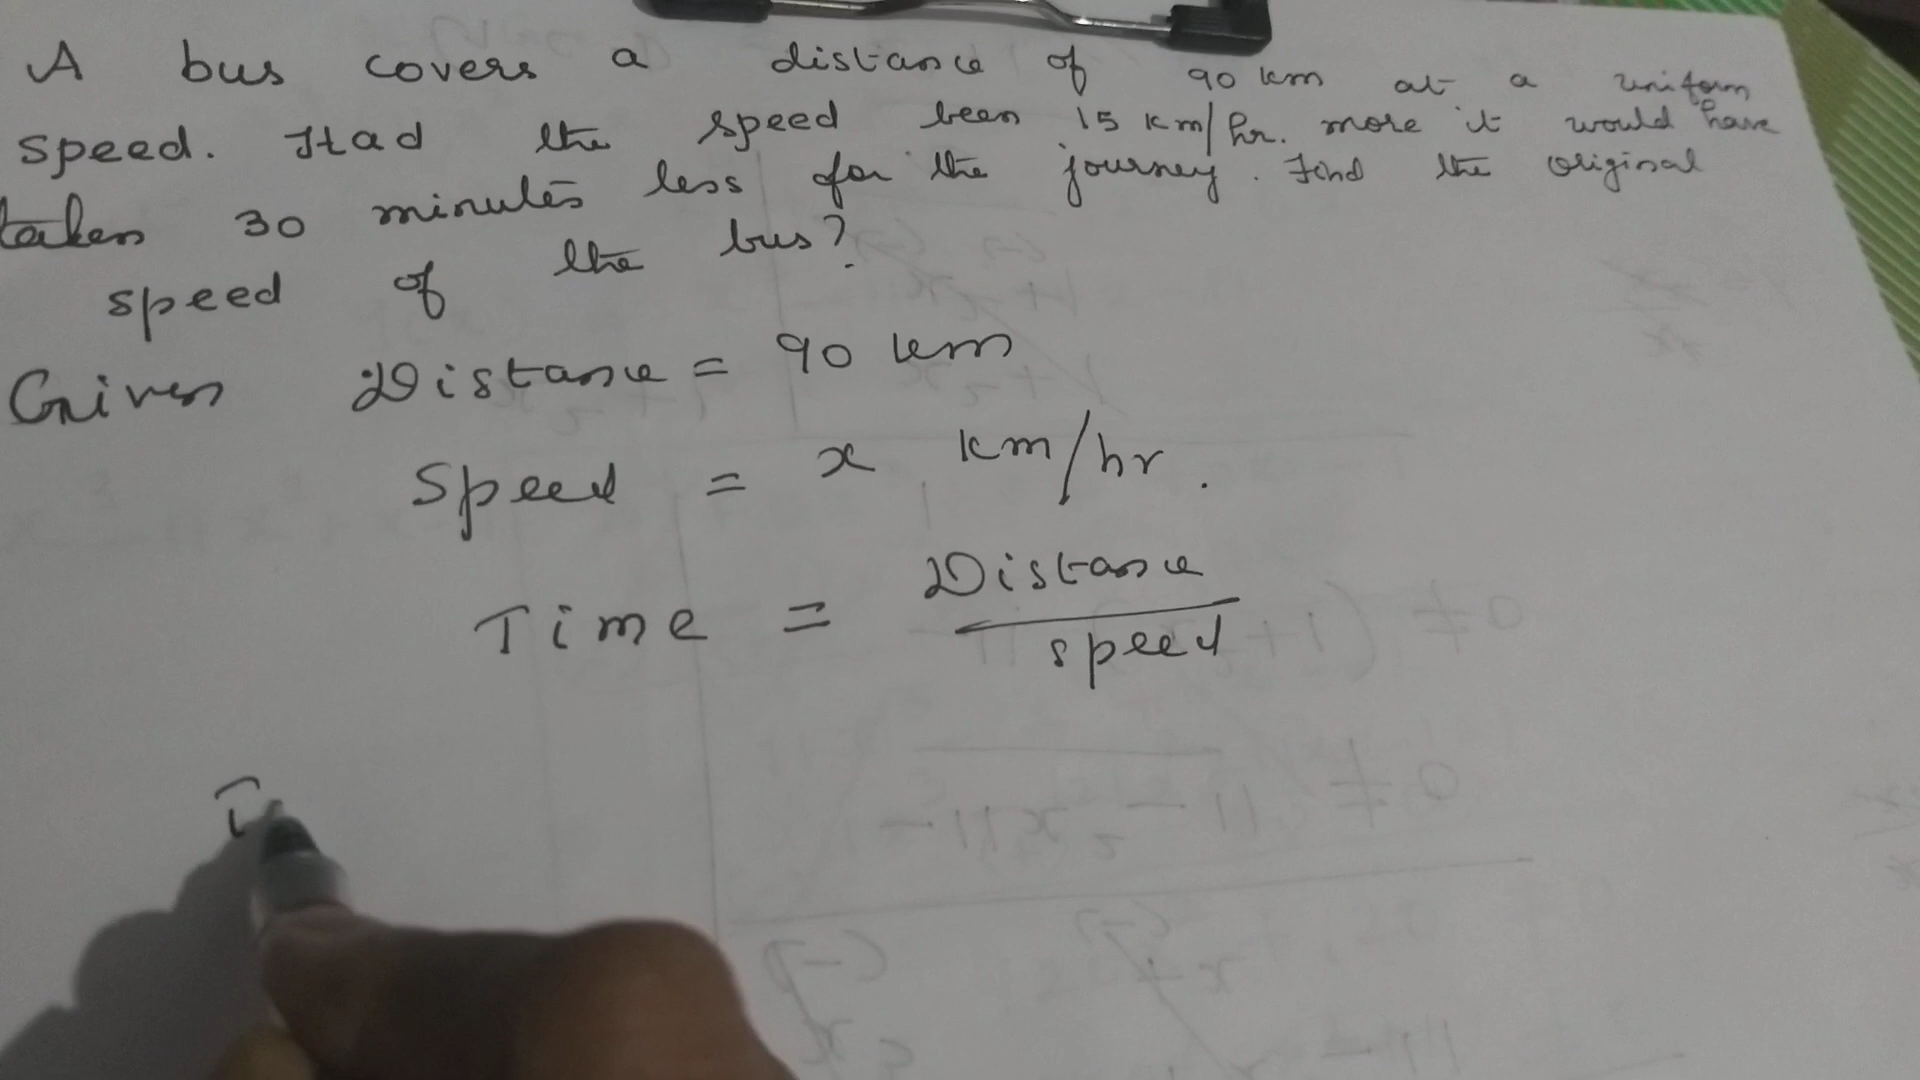 A bus covers a distance of 90 km at a uniform
speed. Had the speed been 15 km/hr. more it would have
taken 30 minutes less for the journey. Find the original
speed of the bus?
Given Distance = 90 km
Speed = x km/hr.
Time = Distance / speed